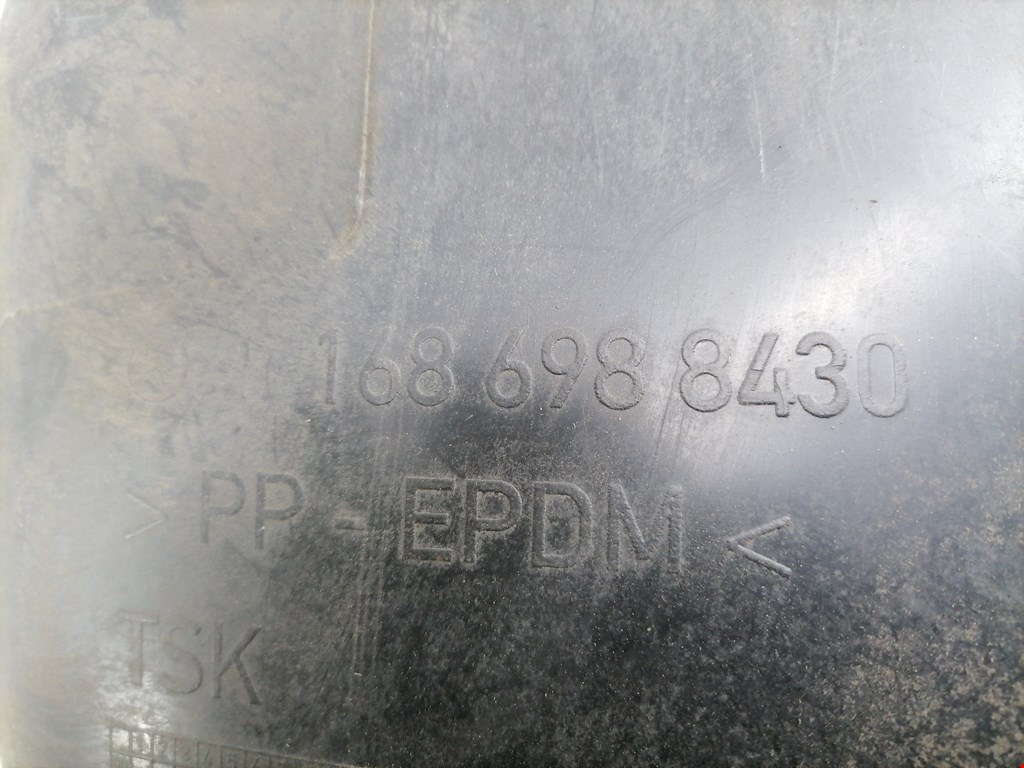 168 698 8430
>PP-EPDM<
TSK